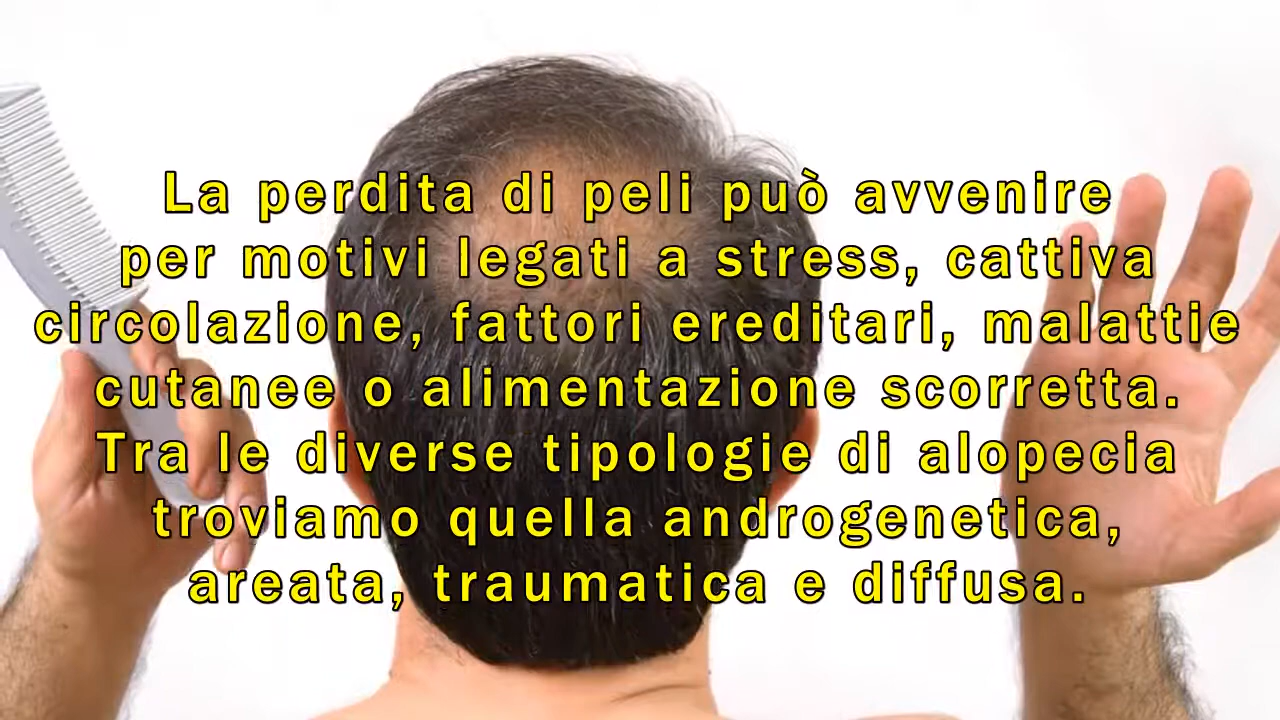 La perdita di peli può avvenire
per motivi legati a stress, cattiva
circolazione, fattori ereditari, malattie
cutanee o alimentazione scorretta.
Tra le diverse tipologie di alopecia
troviamo quella androgenetica,
areata, traumatica e diffusa.